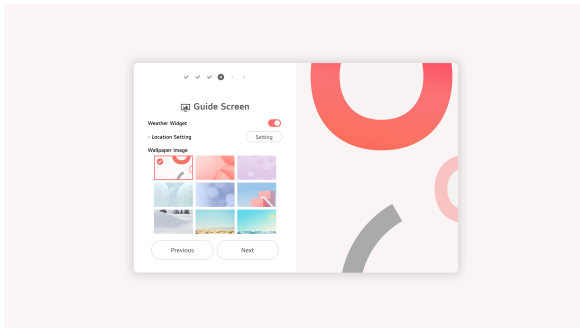 Guide Screen
Weather Widget
- Location Setting
Setting
Wallpaper Image
Previous
Next